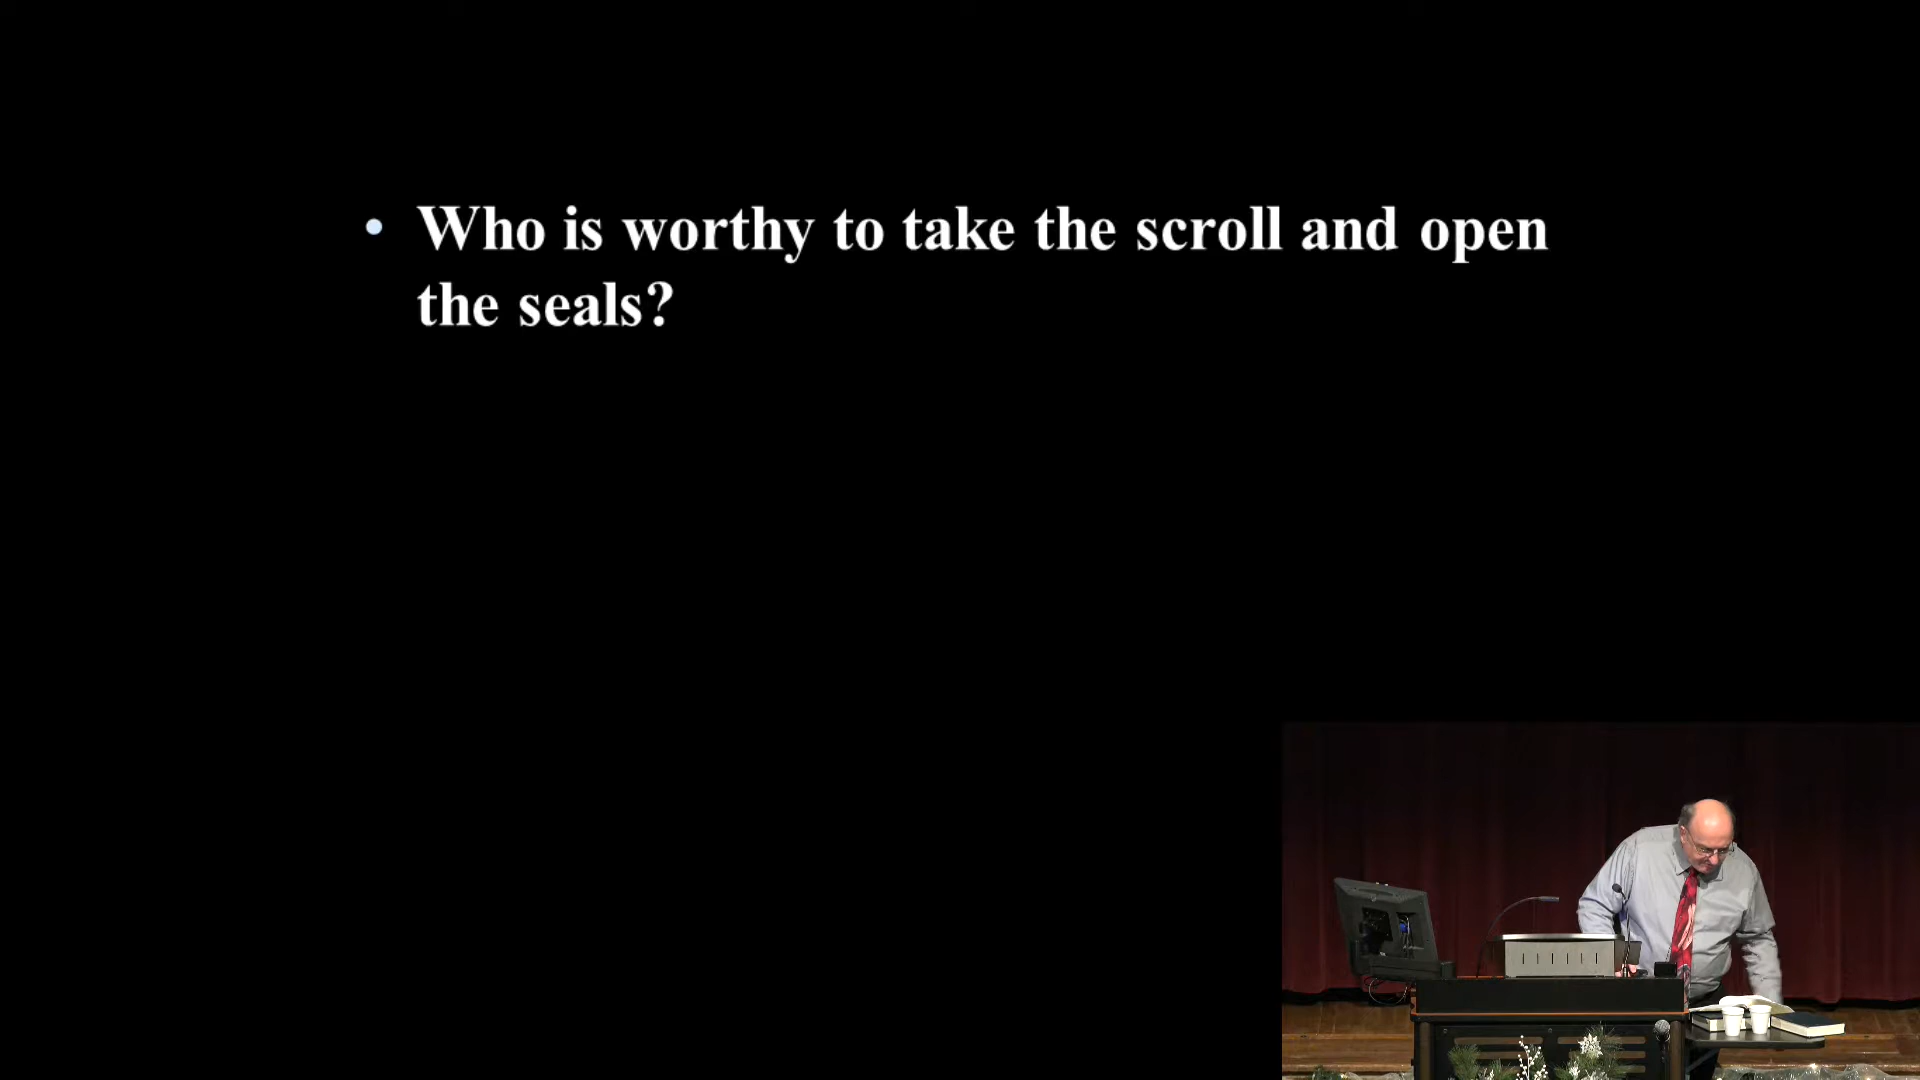 • Who is worthy to take the scroll and open
the seals?